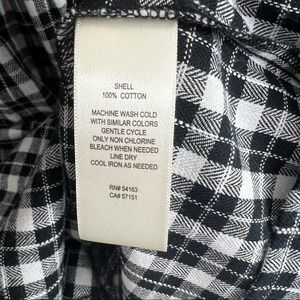 SHELL
100% COTTON
MACHINE WASH COLD
WITH SIMILAR COLORS
GENTLE CYCLE
ONLY NON CHLORINE
BLEACH WHEN NEEDED
LINE DRY
COOL IRON AS NEEDED
RN# 54163
CA# 57151